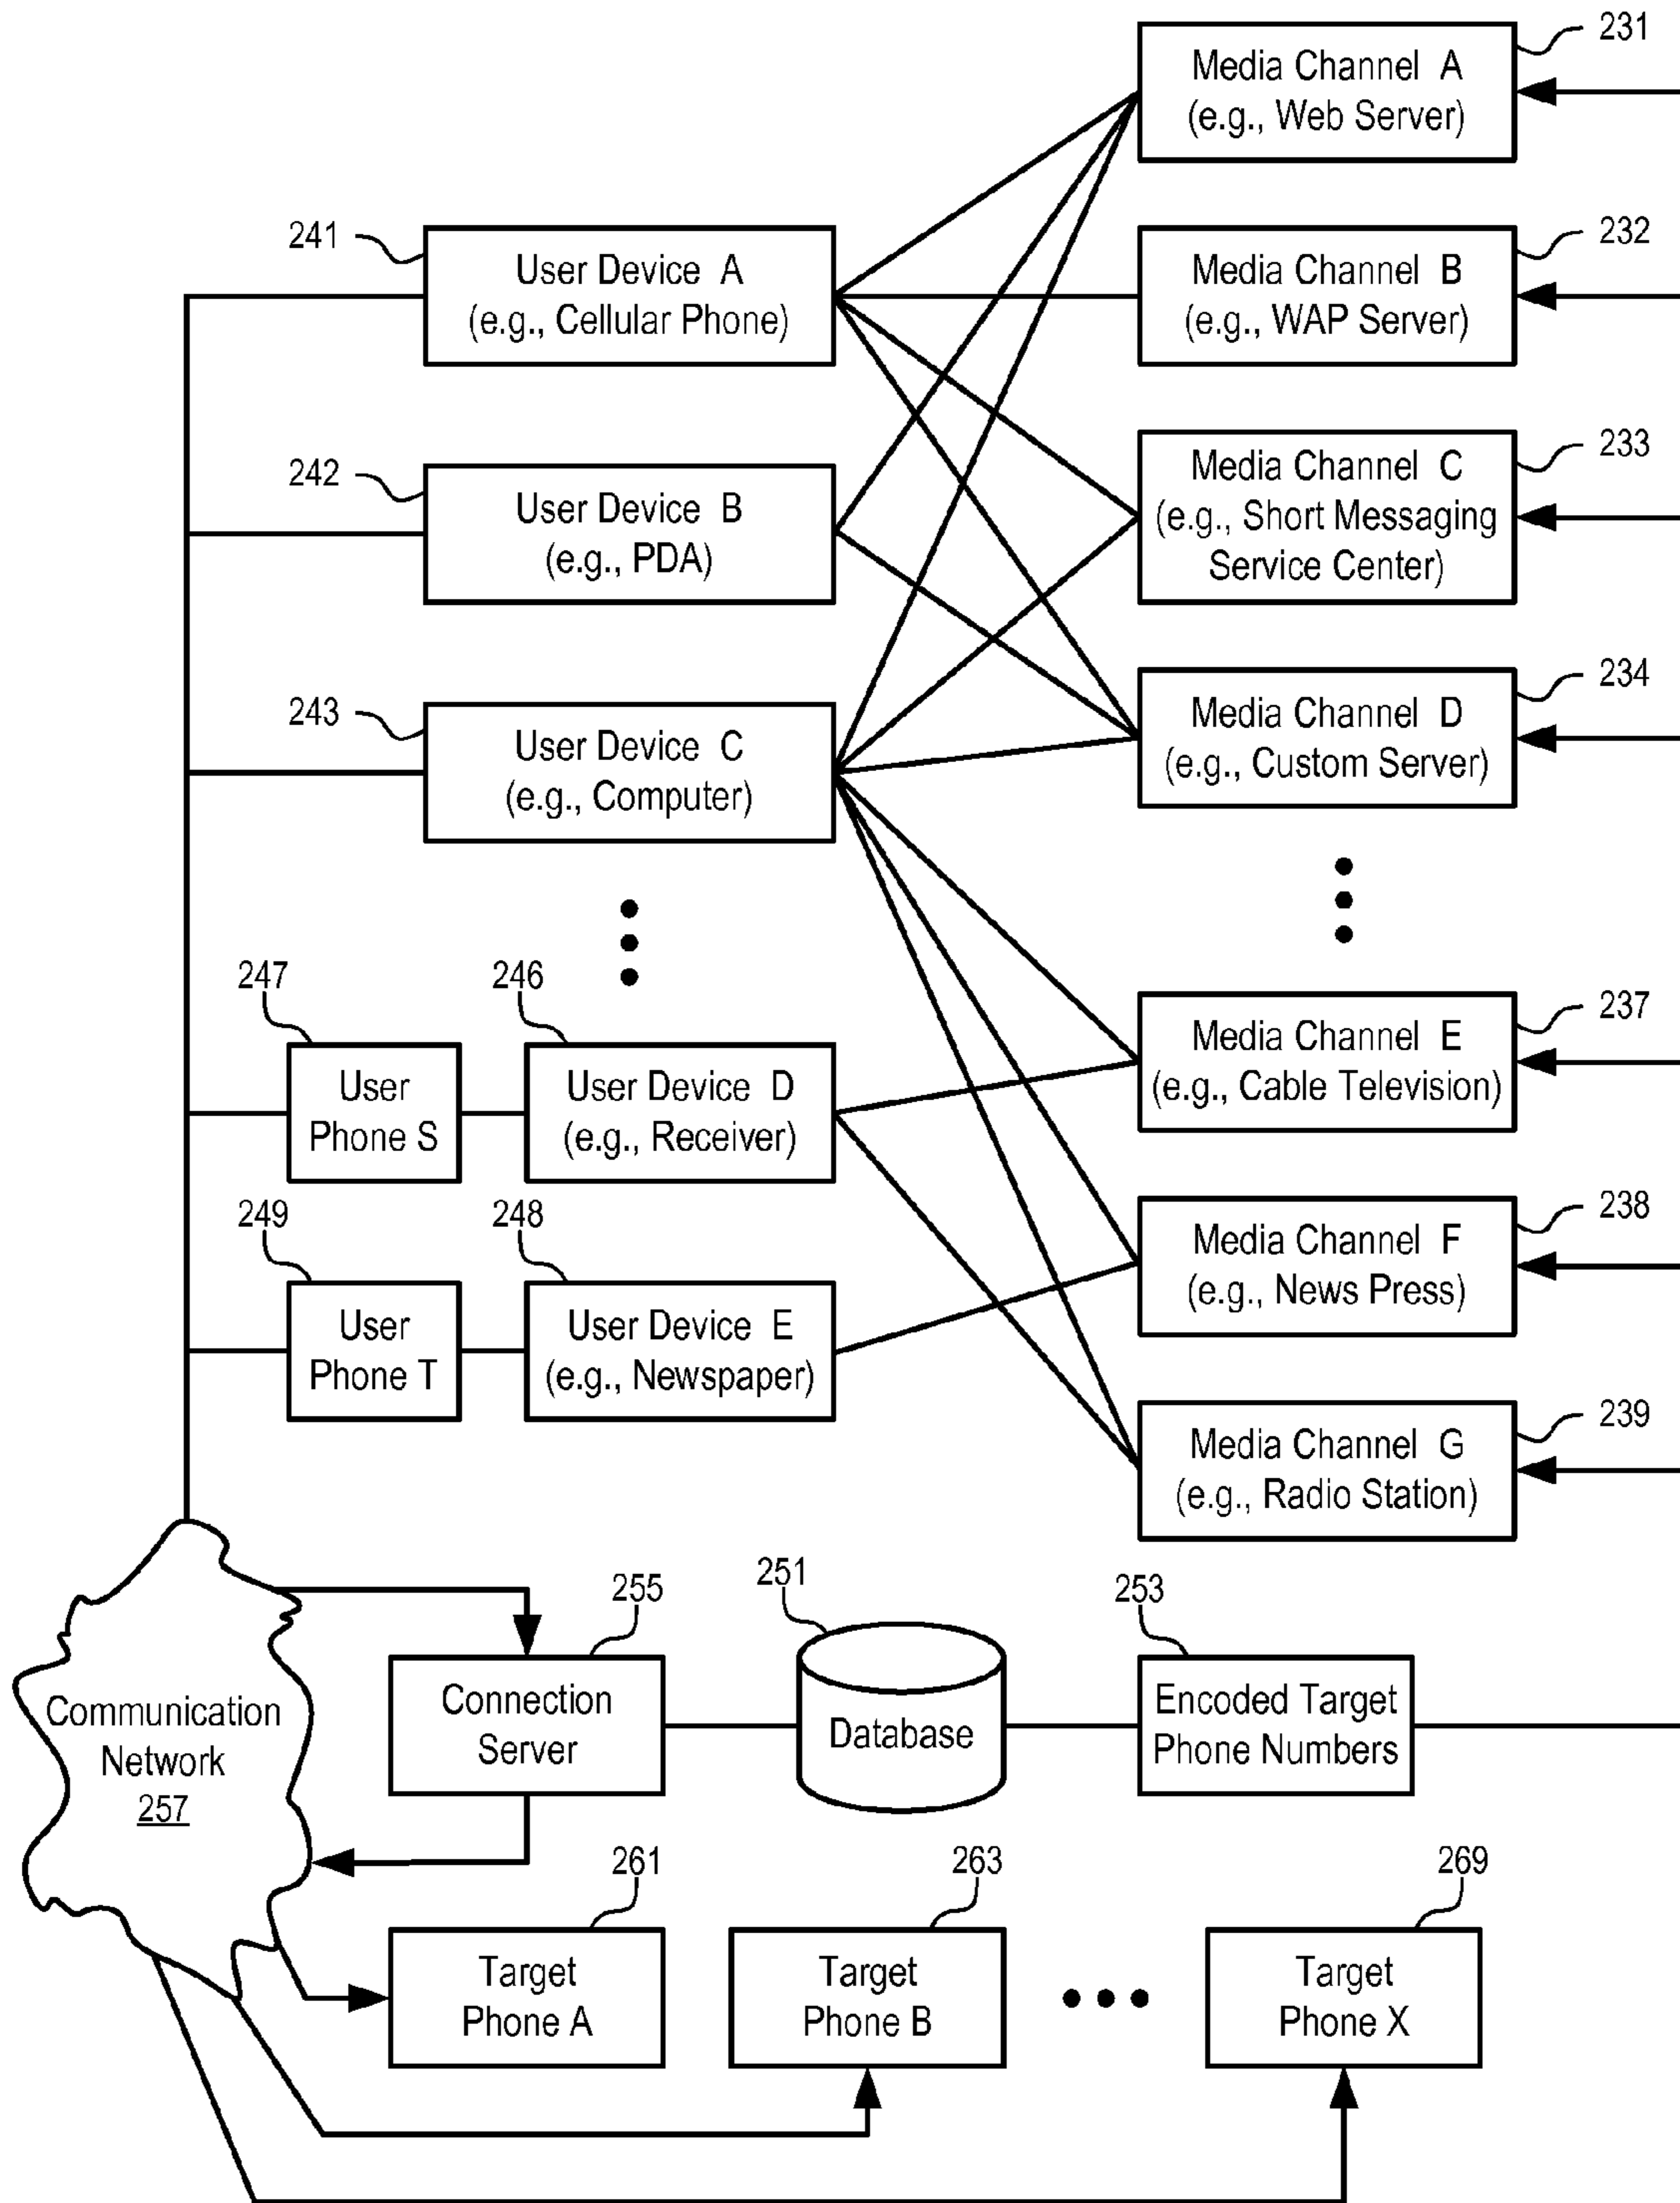 231
Media Channel A
(e.g., Web Server)
241
User Device A
(e.g., Cellular Phone)
232
Media Channel B
(e.g., WAP Server)
242
User Device B
(e.g., PDA)
233
Media Channel C
(e.g., Short Messaging
Service Center)
243
User Device C
(e.g., Computer)
234
Media Channel D
(e.g., Custom Server)
247
User
Phone S
246
User Device D
(e.g., Receiver)
237
Media Channel E
(e.g., Cable Television)
249
User
Phone T
248
User Device E
(e.g., Newspaper)
238
Media Channel F
(e.g., News Press)
239
Media Channel G
(e.g., Radio Station)
Communication
Network
257
255
Connection
Server
251
Database
253
Encoded Target
Phone Numbers
261
Target
Phone A
263
Target
Phone B
269
Target
Phone X